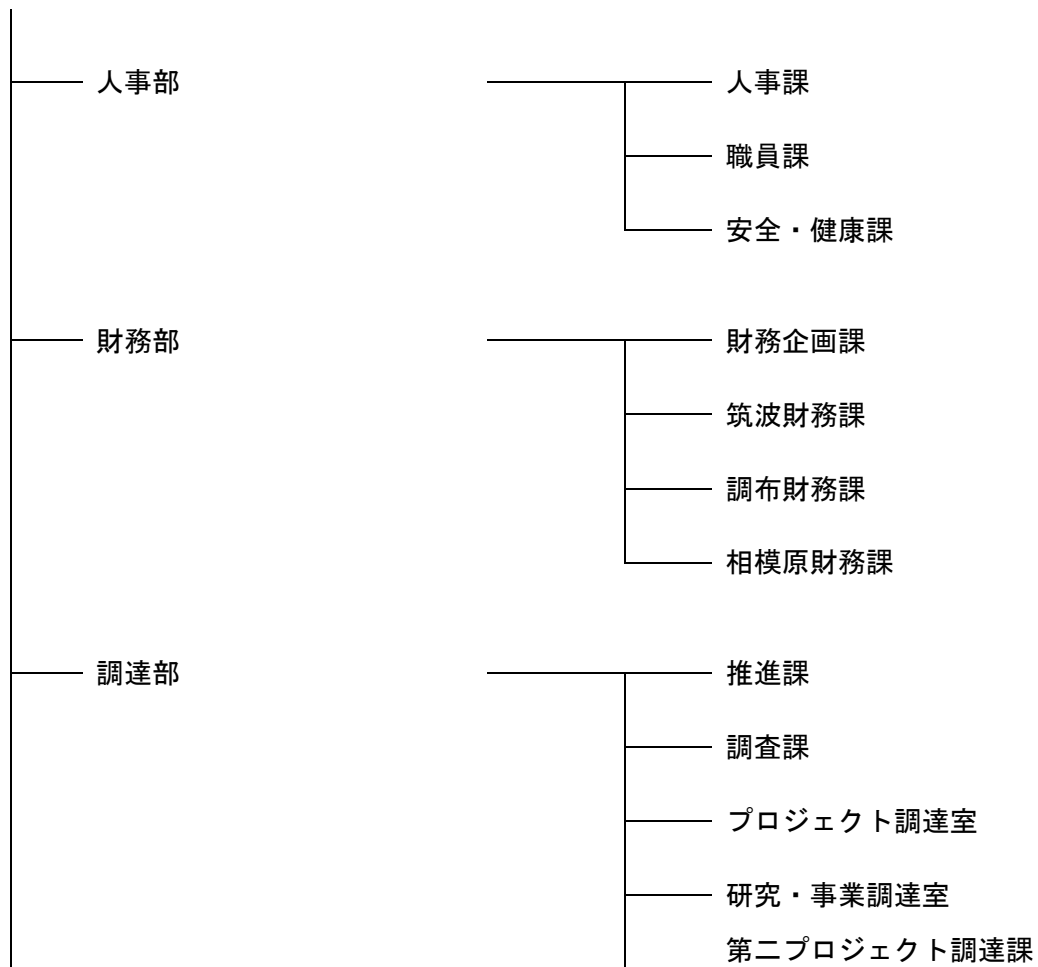 人事部 人事課
職員課
安全・健康課
財務部 財務企画課
筑波財務課
調布財務課
相模原財務課
調達部 推進課
調査課
プロジェクト調達室
研究・事業調達室
第二プロジェクト調達課